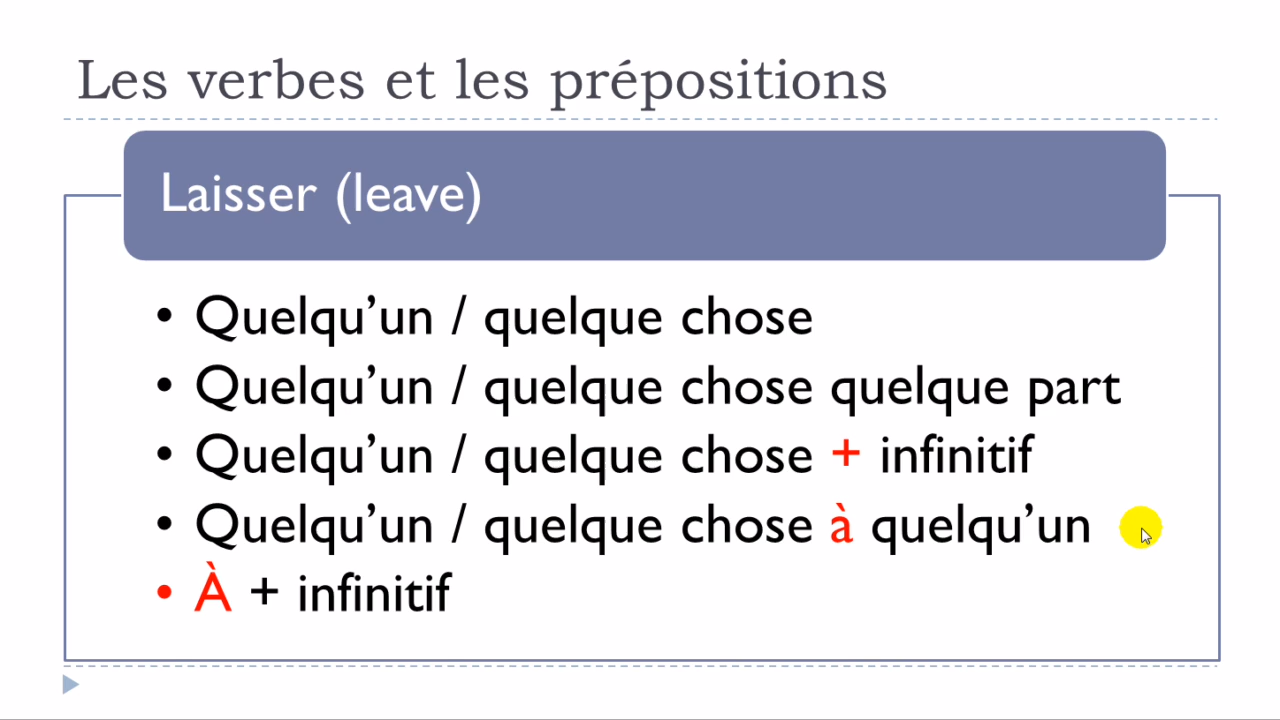 Les verbes et les prépositions
Laisser (leave)
• Quelqu’un / quelque chose
• Quelqu’un / quelque chose quelque part
• Quelqu’un / quelque chose + infinitif
• Quelqu’un / quelque chose à quelqu’un
• À + infinitif